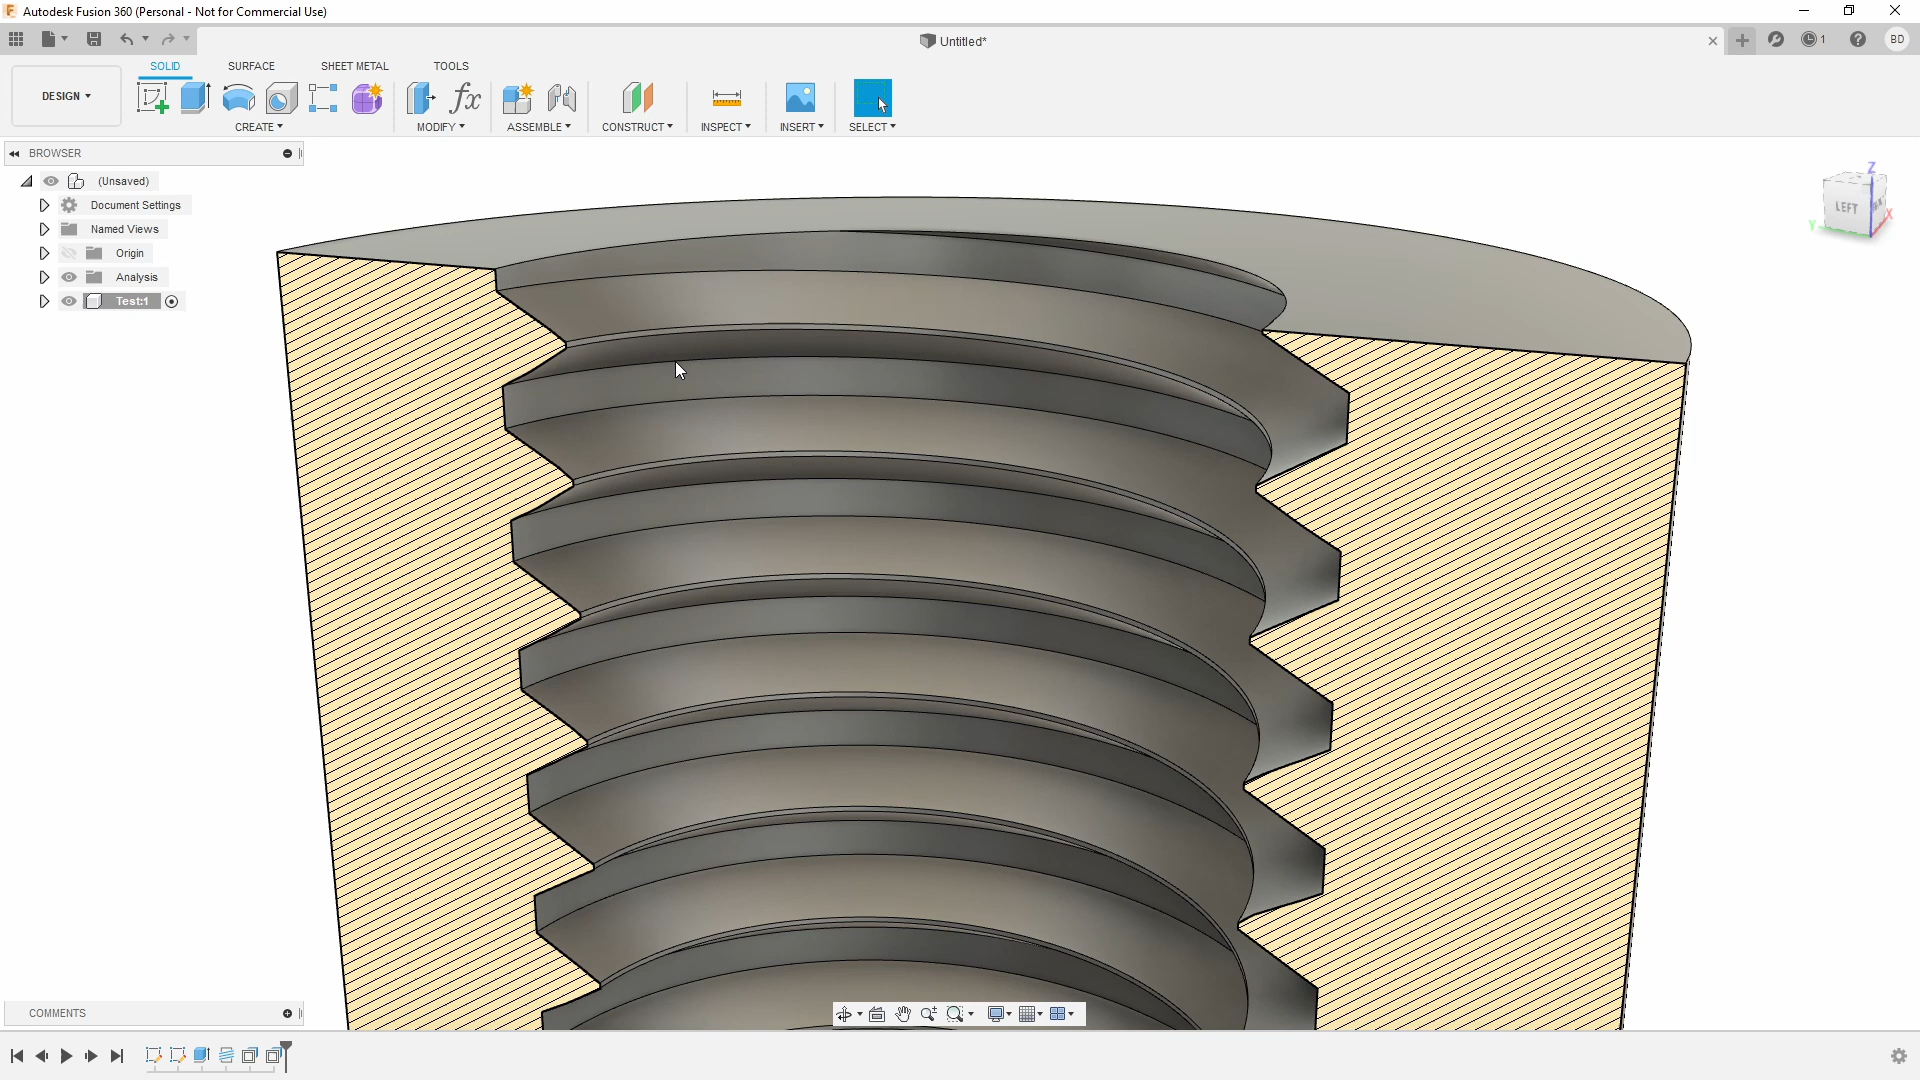 Autodesk Fusion 360 (Personal - Not for Commercial Use)
Untitled*
1
BD
DESIGN
SOLID
SURFACE
SHEET METAL
TOOLS
CREATE
MODIFY
ASSEMBLE
CONSTRUCT
INSPECT
INSERT
SELECT
BROWSER
(Unsaved)
Document Settings
Named Views
Origin
Analysis
Test:1
Z
LEFT
X
Y
COMMENTS